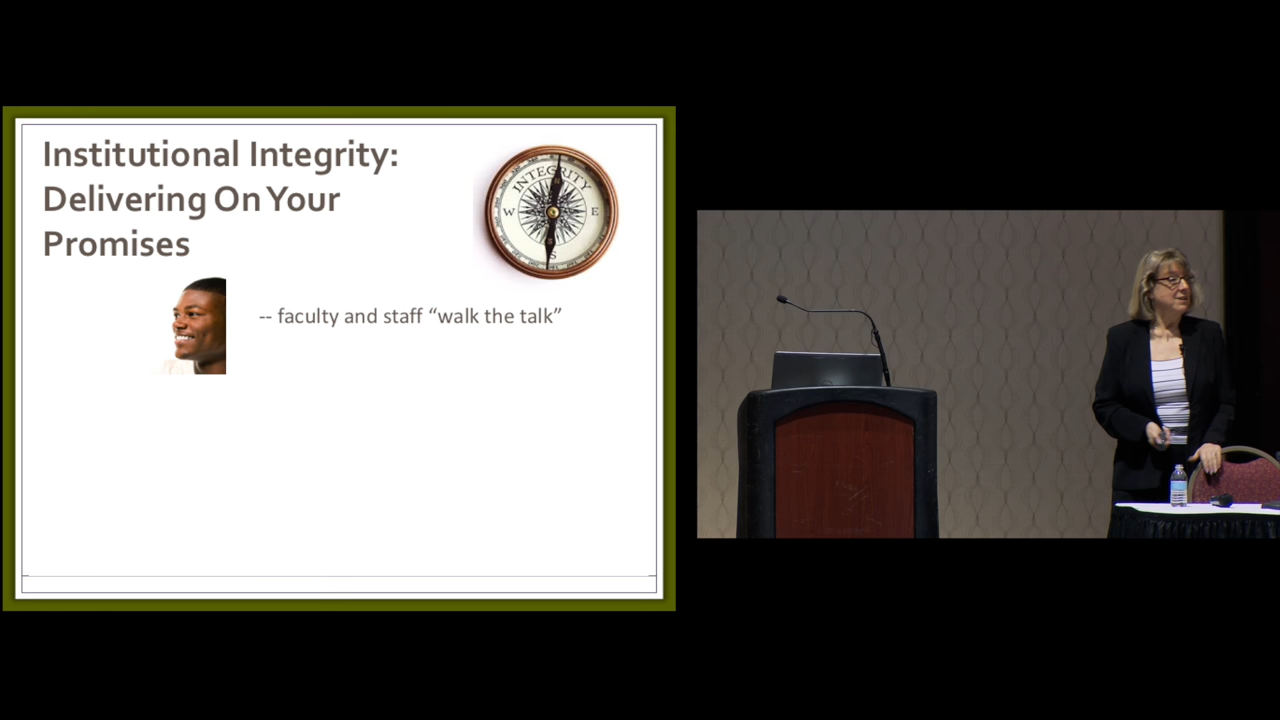 Institutional Integrity:
Delivering On Your
Promises
INTEGRITY
W
E
S
-- faculty and staff “walk the talk”